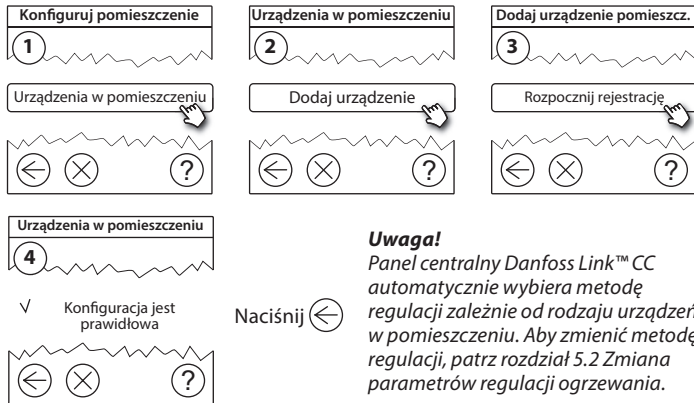 Konfiguruj pomieszczenie
1
Urządzenia w pomieszczeniu
?
Urządzenia w pomieszczeniu
2
Dodaj urządzenie
?
Dodaj urządzenie pomieszcz.
3
Rozpocznij rejestrację
?
Urządzenia w pomieszczeniu
4
√ Konfiguracja jest
prawidłowa
?
Naciśnij
Uwaga!
Panel centralny Danfoss Link™ CC
automatycznie wybiera metodę
regulacji zależnie od rodzaju urządzeń
w pomieszczeniu. Aby zmienić metodę
regulacji, patrz rozdział 5.2 Zmiana
parametrów regulacji ogrzewania.